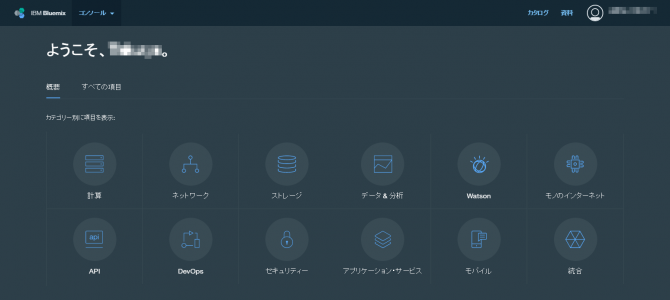 IBM Bluemix コンソール カタログ 資料
ようこそ、 。
概要 すべての項目
カテゴリー別に項目を表示:
計算 ネットワーク ストレージ データ & 分析 Watson モノのインターネット
api
API DevOps セキュリティー アプリケーション・サービス モバイル 統合